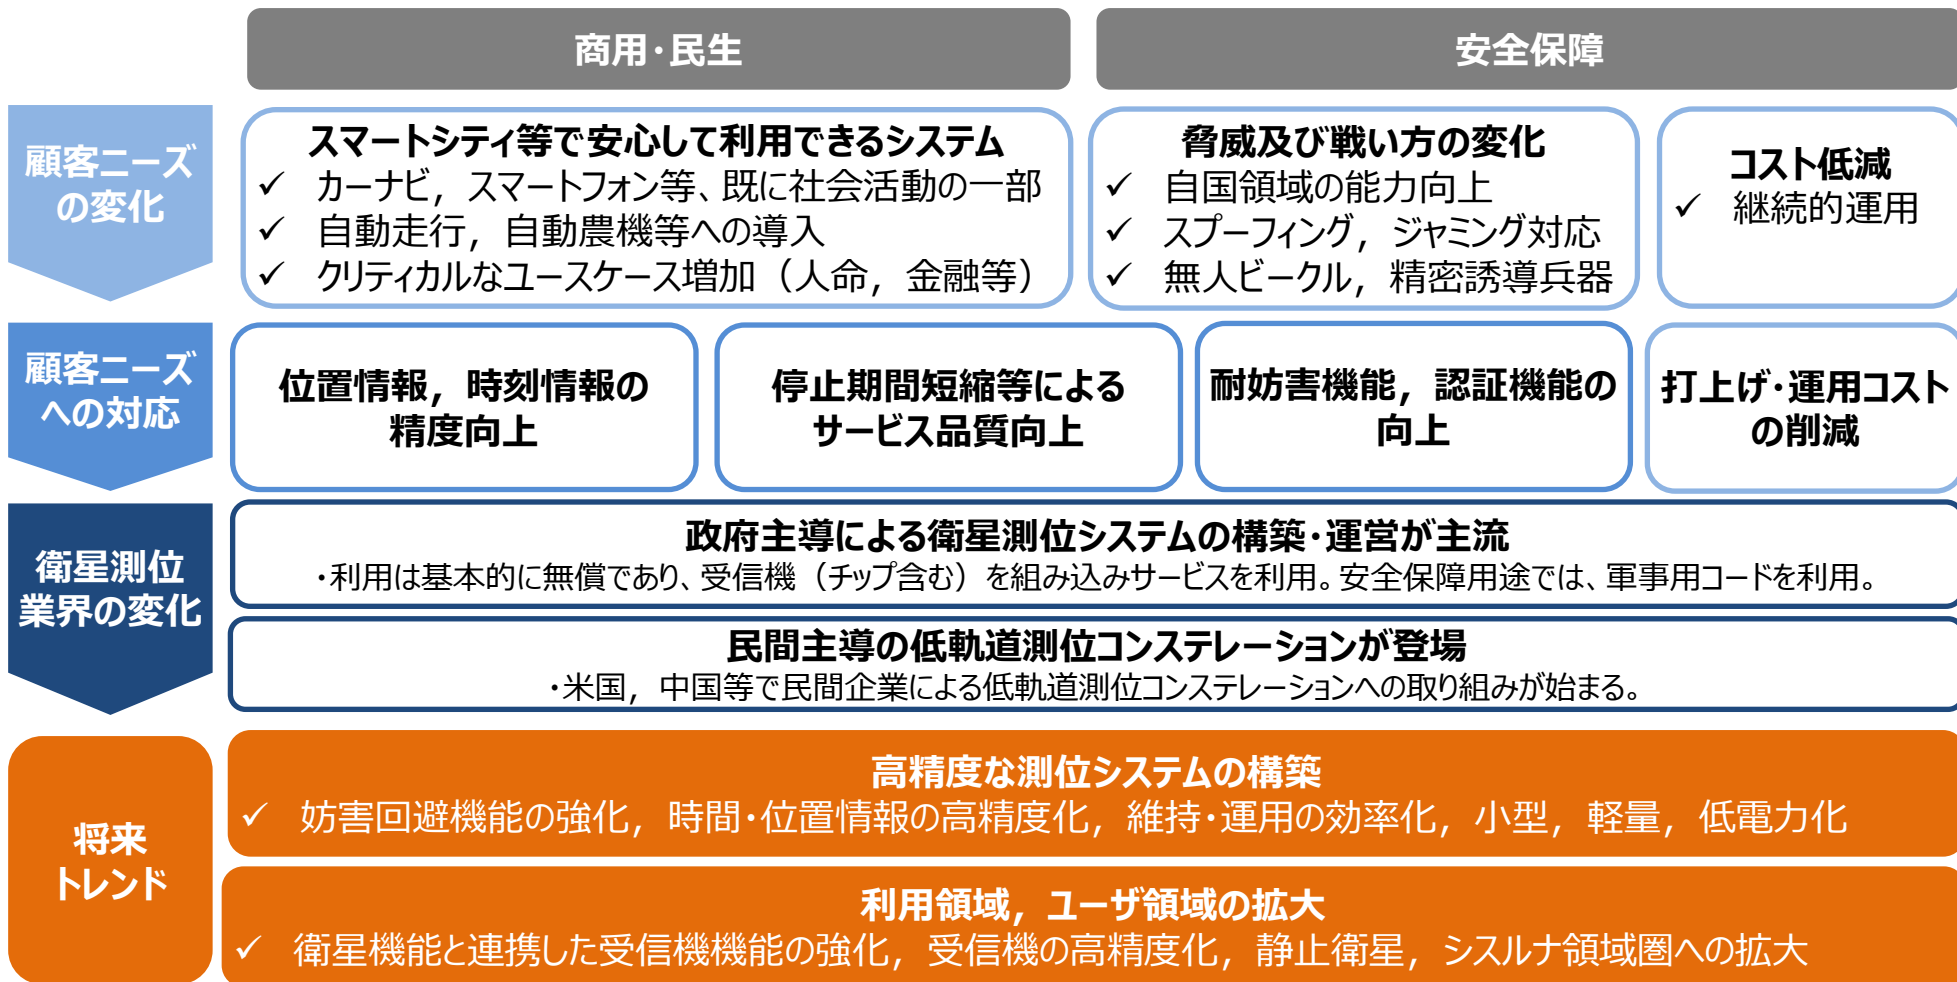 商用・民生
安全保障
顧客ニーズ
の変化
スマートシティ等で安心して利用できるシステム
✓ カーナビ，スマートフォン等、既に社会活動の一部
✓ 自動走行，自動農機等への導入
✓ クリティカルなユースケース増加（人命，金融等）
脅威及び戦い方の変化
✓ 自国領域の能力向上
✓ スプーフィング，ジャミング対応
✓ 無人ビークル，精密誘導兵器
コスト低減
✓ 継続的運用
顧客ニーズ
への対応
位置情報，時刻情報の
精度向上
停止期間短縮等による
サービス品質向上
耐妨害機能，認証機能の
向上
打上げ・運用コスト
の削減
衛星測位
業界の変化
政府主導による衛星測位システムの構築・運営が主流
・利用は基本的に無償であり、受信機（チップ含む）を組み込みサービスを利用。安全保障用途では、軍事用コードを利用。
民間主導の低軌道測位コンステレーションが登場
・米国，中国等で民間企業による低軌道測位コンステレーションへの取り組みが始まる。
将来
トレンド
高精度な測位システムの構築
✓ 妨害回避機能の強化，時間・位置情報の高精度化，維持・運用の効率化，小型，軽量，低電力化
利用領域，ユーザ領域の拡大
✓ 衛星機能と連携した受信機機能の強化，受信機の高精度化，静止衛星，シスルナ領域圏への拡大